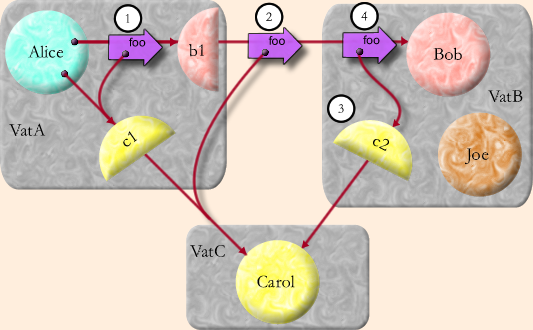 1
2
4
foo
foo
foo
Alice
b1
Bob
VatB
3
VatA
c1
c2
Joe
VatC
Carol